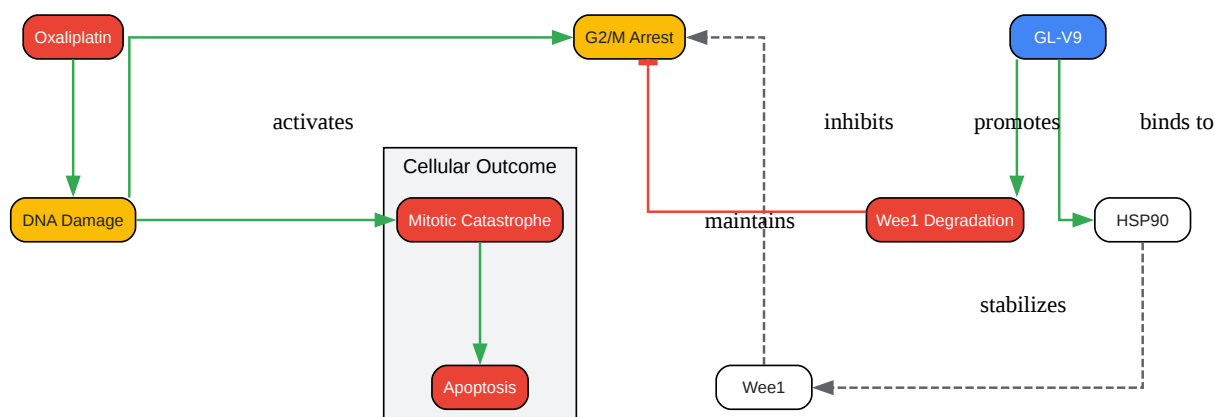 Oxaliplatin
G2/M Arrest
GL-V9
activates
inhibits
promotes
binds to
Cellular Outcome
DNA Damage
Mitotic Catastrophe
maintains
Wee1 Degradation
HSP90
stabilizes
Apoptosis
Wee1